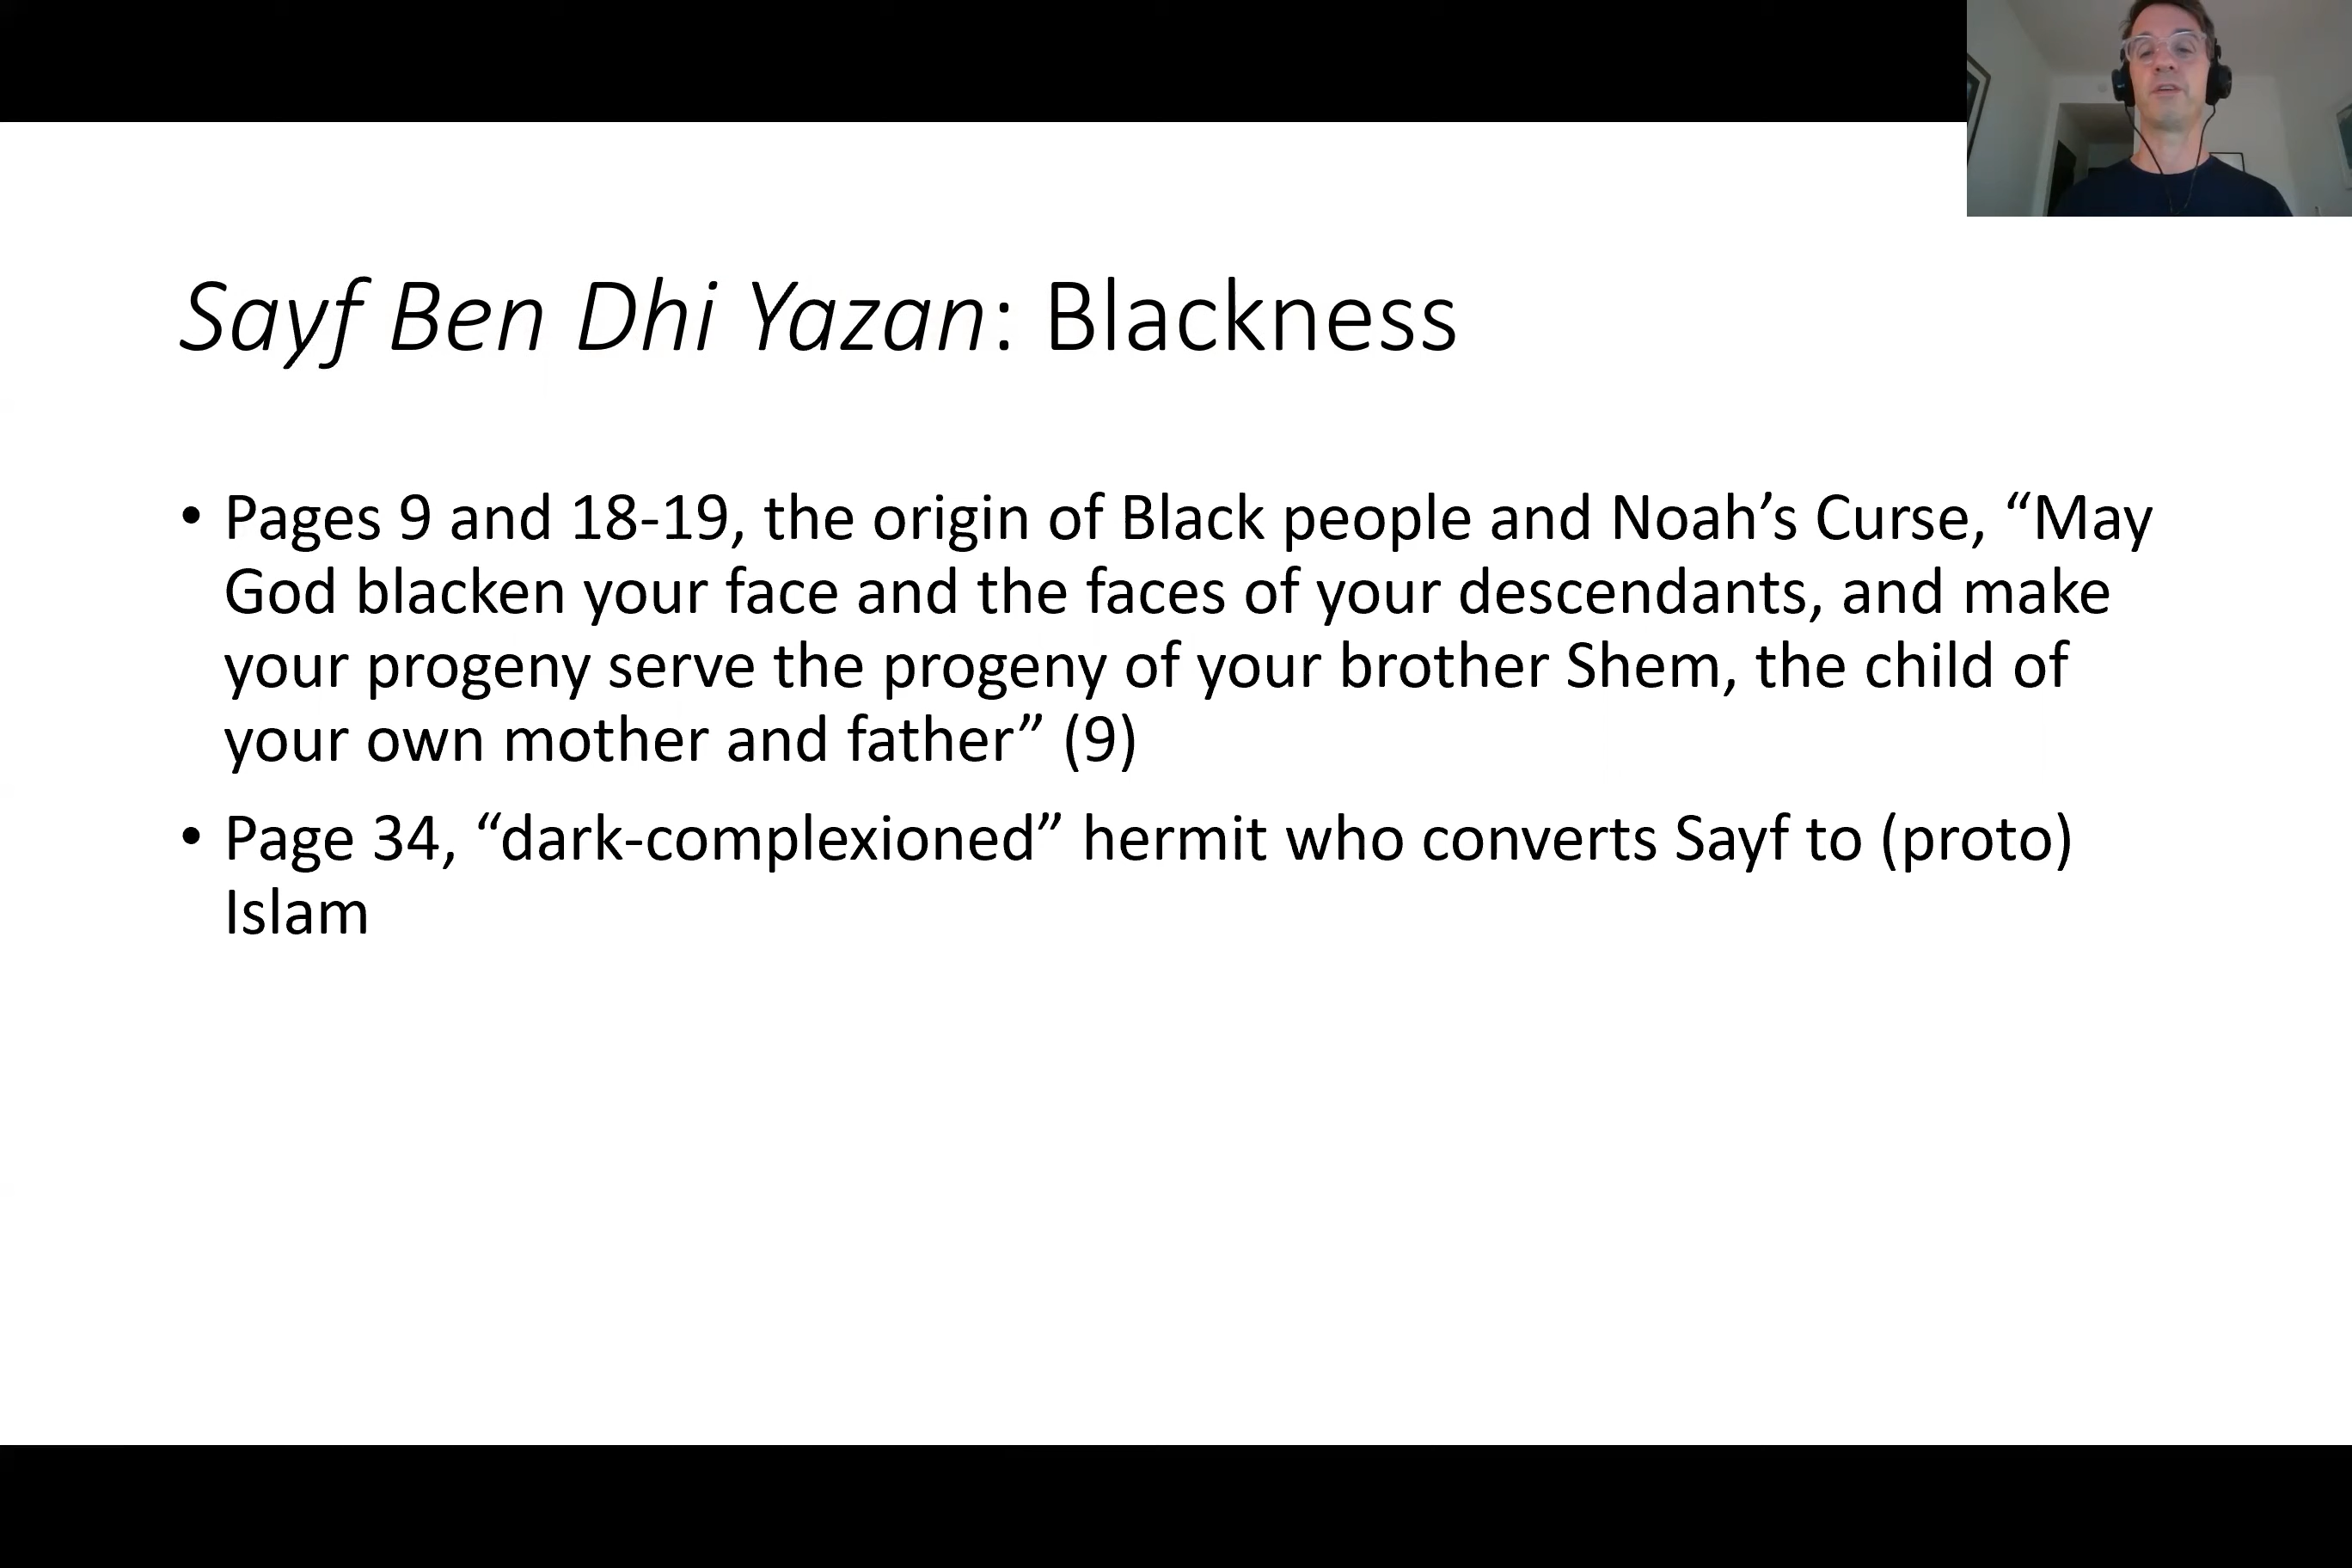 Sayf Ben Dhi Yazan: Blackness
• Pages 9 and 18-19, the origin of Black people and Noah’s Curse, “May
God blacken your face and the faces of your descendants, and make
your progeny serve the progeny of your brother Shem, the child of
your own mother and father” (9)
• Page 34, “dark-complexioned” hermit who converts Sayf to (proto)
Islam